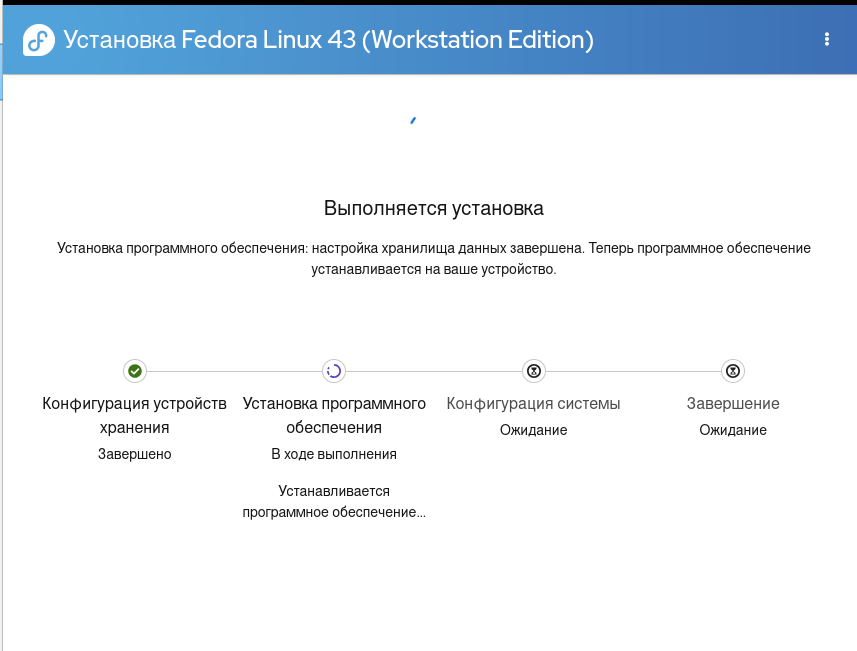 Установка Fedora Linux 43 (Workstation Edition)
Выполняется установка
Установка программного обеспечения: настройка хранилища данных завершена. Теперь программное обеспечение
устанавливается на ваше устройство.
Конфигурация устройств
хранения
Завершено
Установка программного
обеспечения
В ходе выполнения
Устанавливается
программное обеспечение...
Конфигурация системы
Ожидание
Завершение
Ожидание